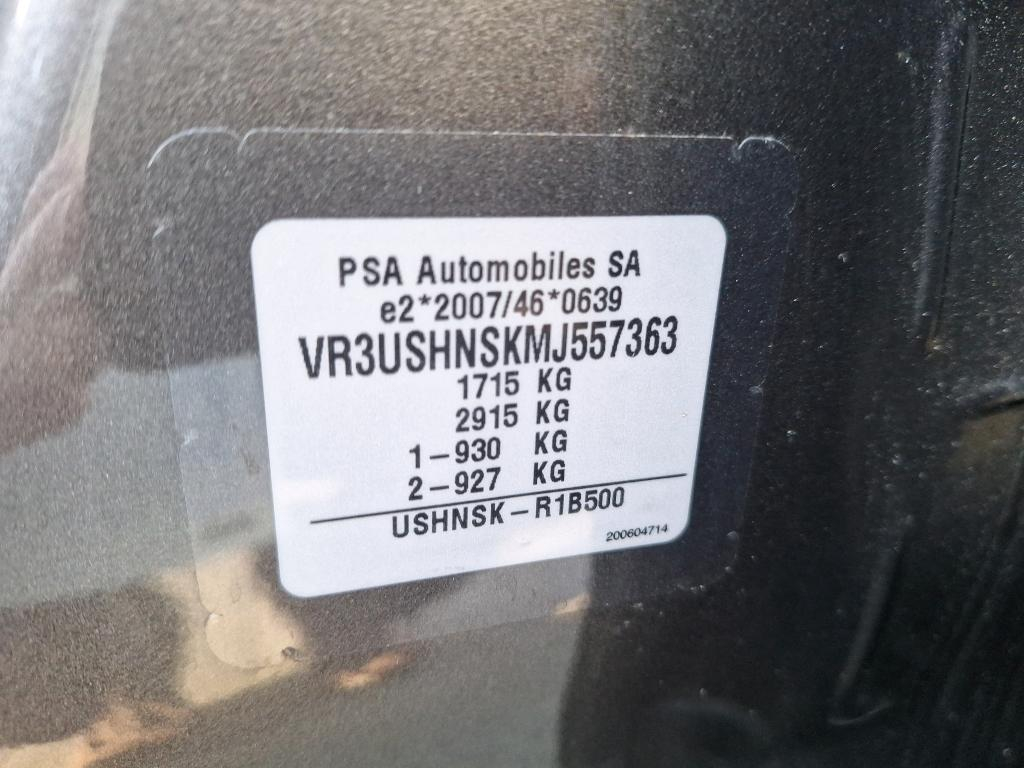 PSA Automobiles SA
e2*2007/46*0639
VR3USHNSKMJ557363
1715 KG
2915 KG
1-930 KG
2-927 KG
USHNSK-R1B500
200604714